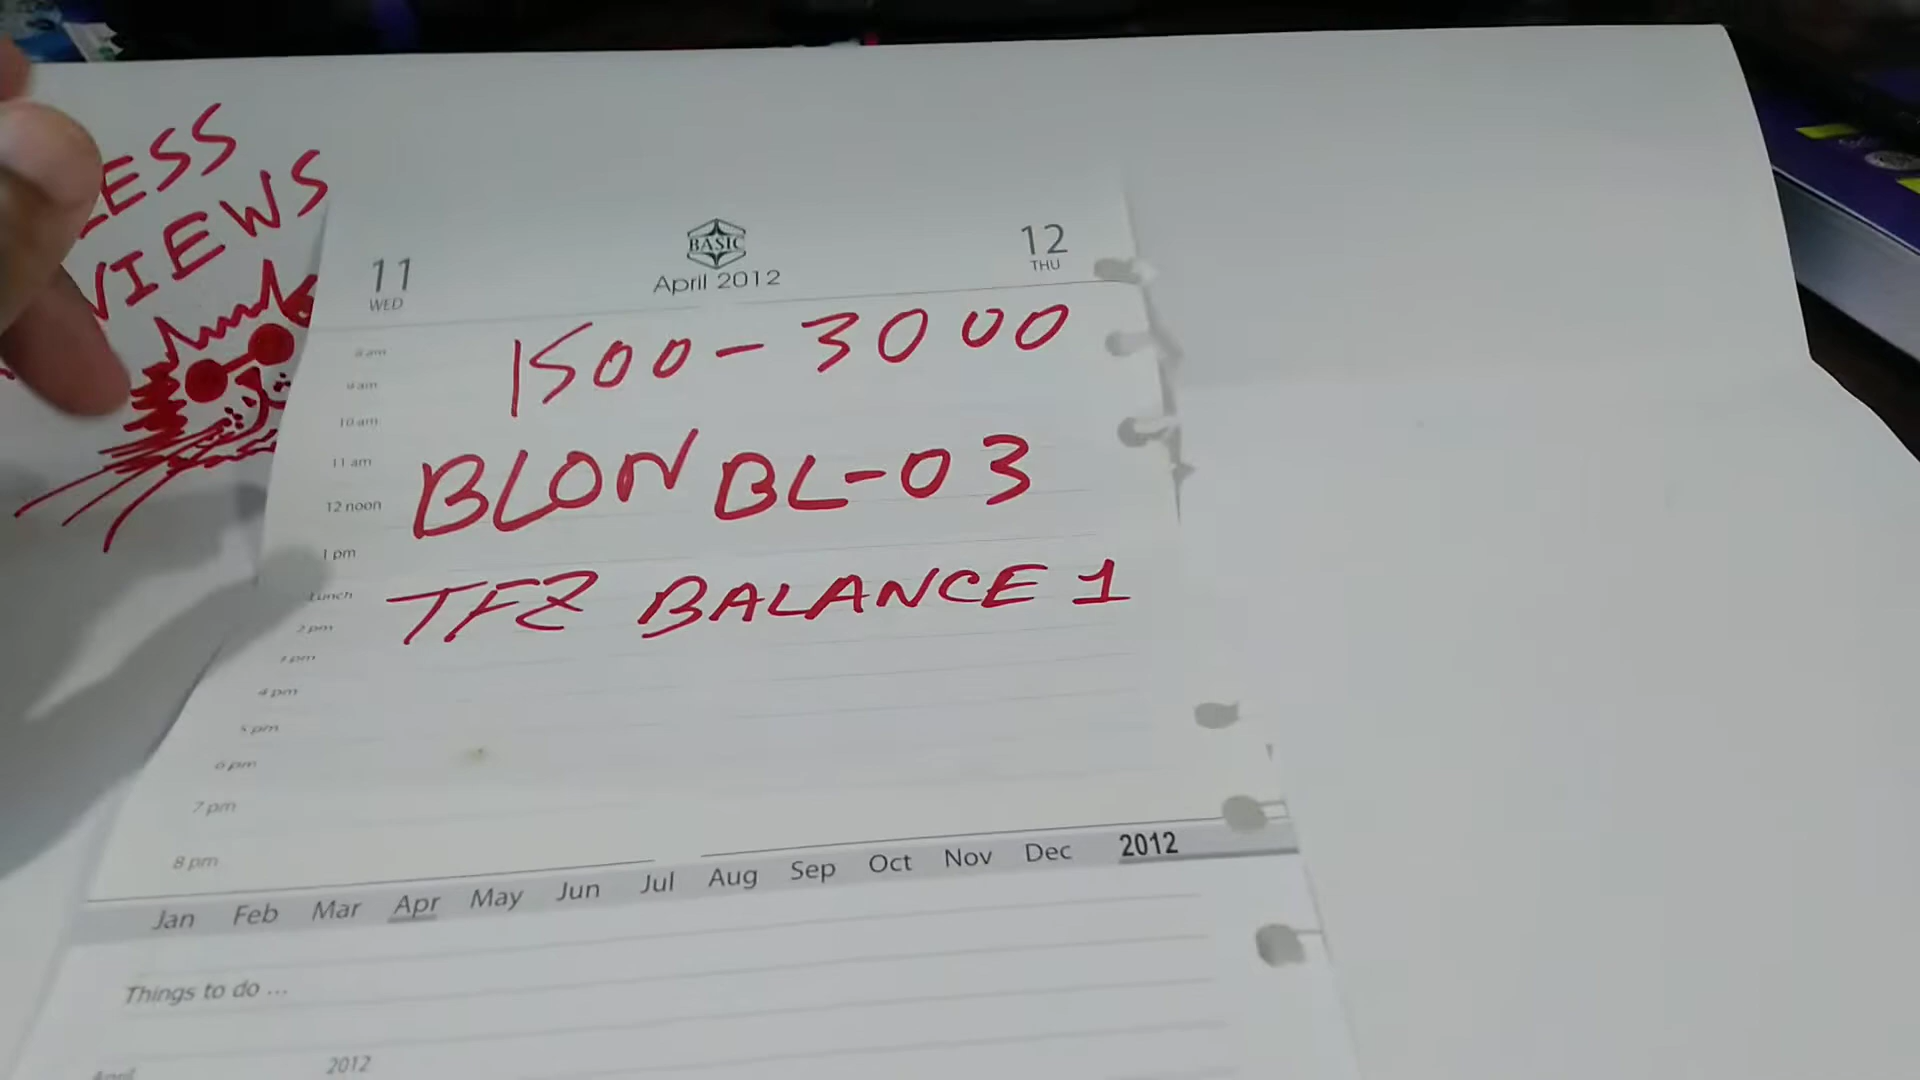 ESS
VIEWS
11
WED
BASIC
April 2012
12
THU
8 am
9 am
10 am
11 am
12 noon
1 pm
Lunch
2 pm
3 pm
4 pm
5 pm
6 pm
7 pm
8 pm
1500-3000
BLON BL-03
TFZ BALANCE 1
Jan Feb Mar Apr May Jun Jul Aug Sep Oct Nov Dec 2012
Things to do ...
April 2012